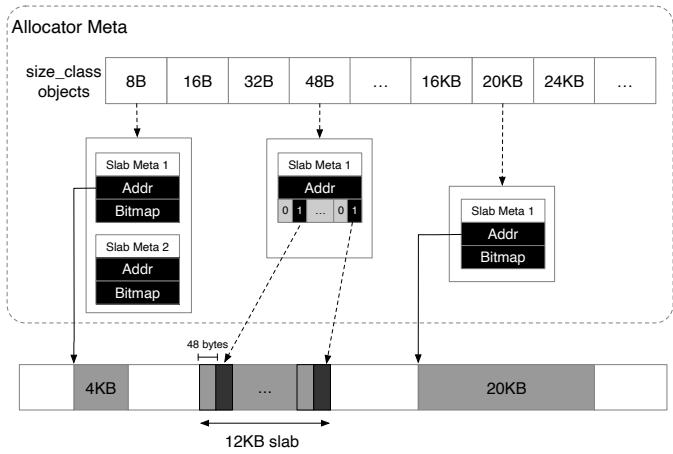 Allocator Meta
size_class
objects
8B 16B 32B 48B ... 16KB 20KB 24KB ...
Slab Meta 1
Addr
Bitmap
Slab Meta 2
Addr
Bitmap
Slab Meta 1
Addr
0 1 ... 0 1
Slab Meta 1
Addr
Bitmap
48 bytes
4KB ... 20KB
12KB slab